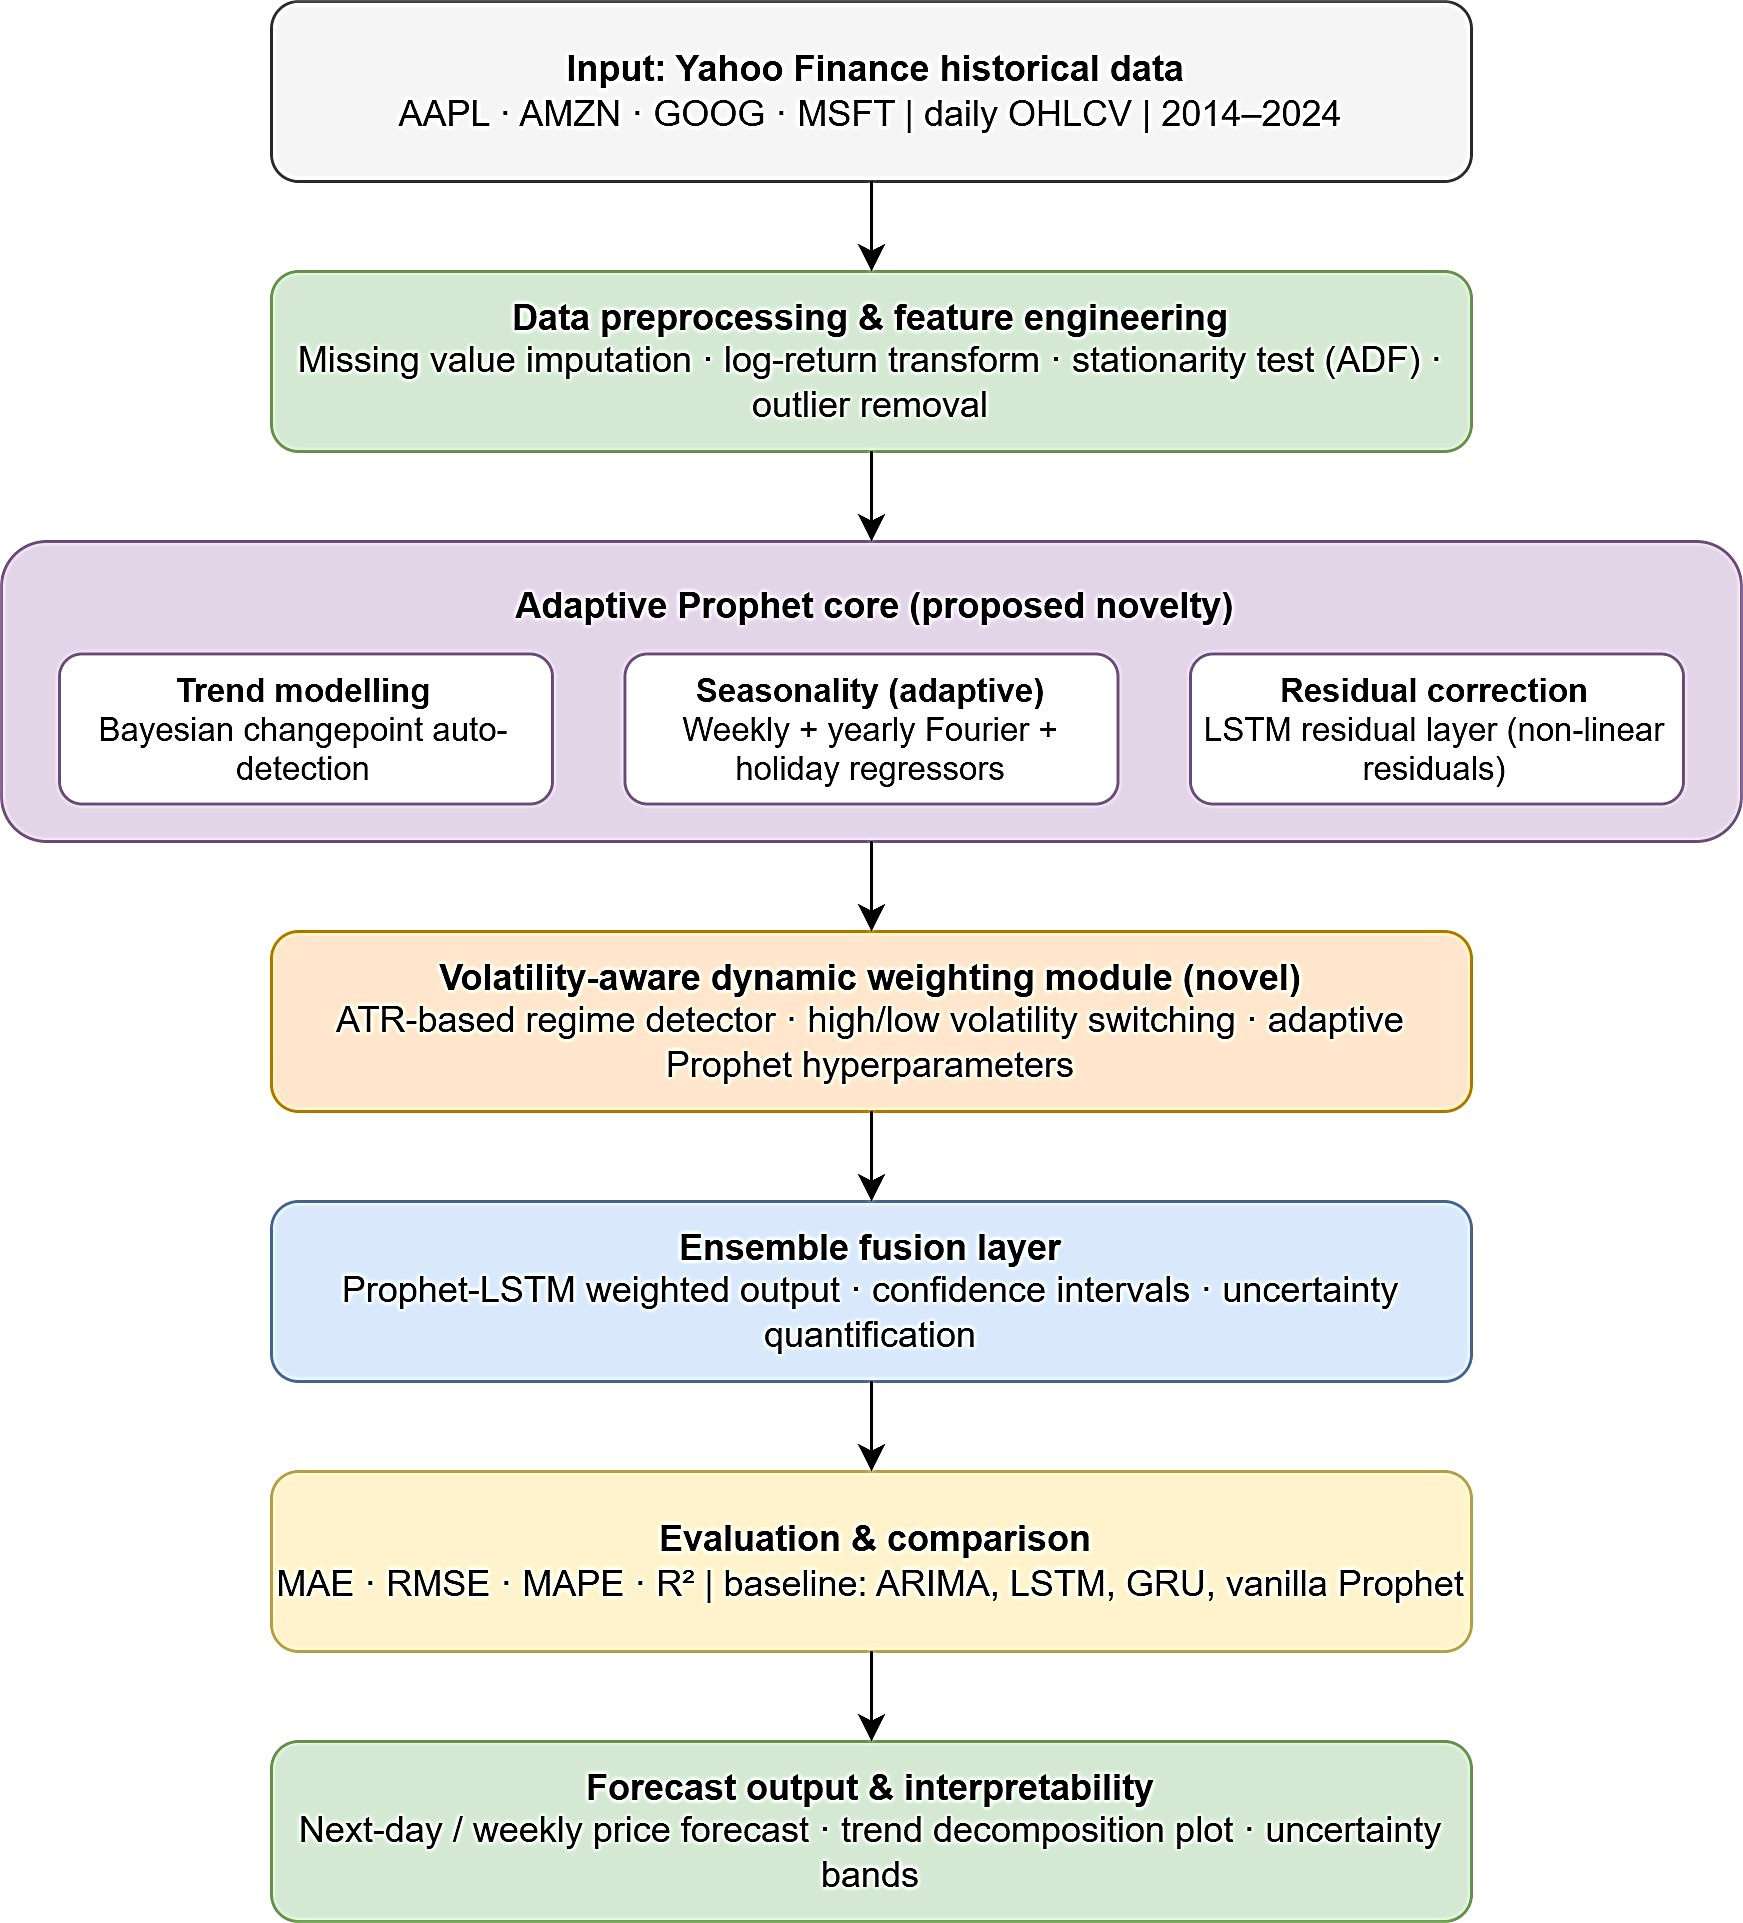 Input: Yahoo Finance historical data
AAPL · AMZN · GOOG · MSFT | daily OHLCV | 2014–2024
Data preprocessing & feature engineering
Missing value imputation · log-return transform · stationarity test (ADF) ·
outlier removal
Adaptive Prophet core (proposed novelty)
Trend modelling
Bayesian changepoint auto-
detection
Seasonality (adaptive)
Weekly + yearly Fourier +
holiday regressors
Residual correction
LSTM residual layer (non-linear
residuals)
Volatility-aware dynamic weighting module (novel)
ATR-based regime detector · high/low volatility switching · adaptive
Prophet hyperparameters
Ensemble fusion layer
Prophet-LSTM weighted output · confidence intervals · uncertainty
quantification
Evaluation & comparison
MAE · RMSE · MAPE · R² | baseline: ARIMA, LSTM, GRU, vanilla Prophet
Forecast output & interpretability
Next-day / weekly price forecast · trend decomposition plot · uncertainty
bands